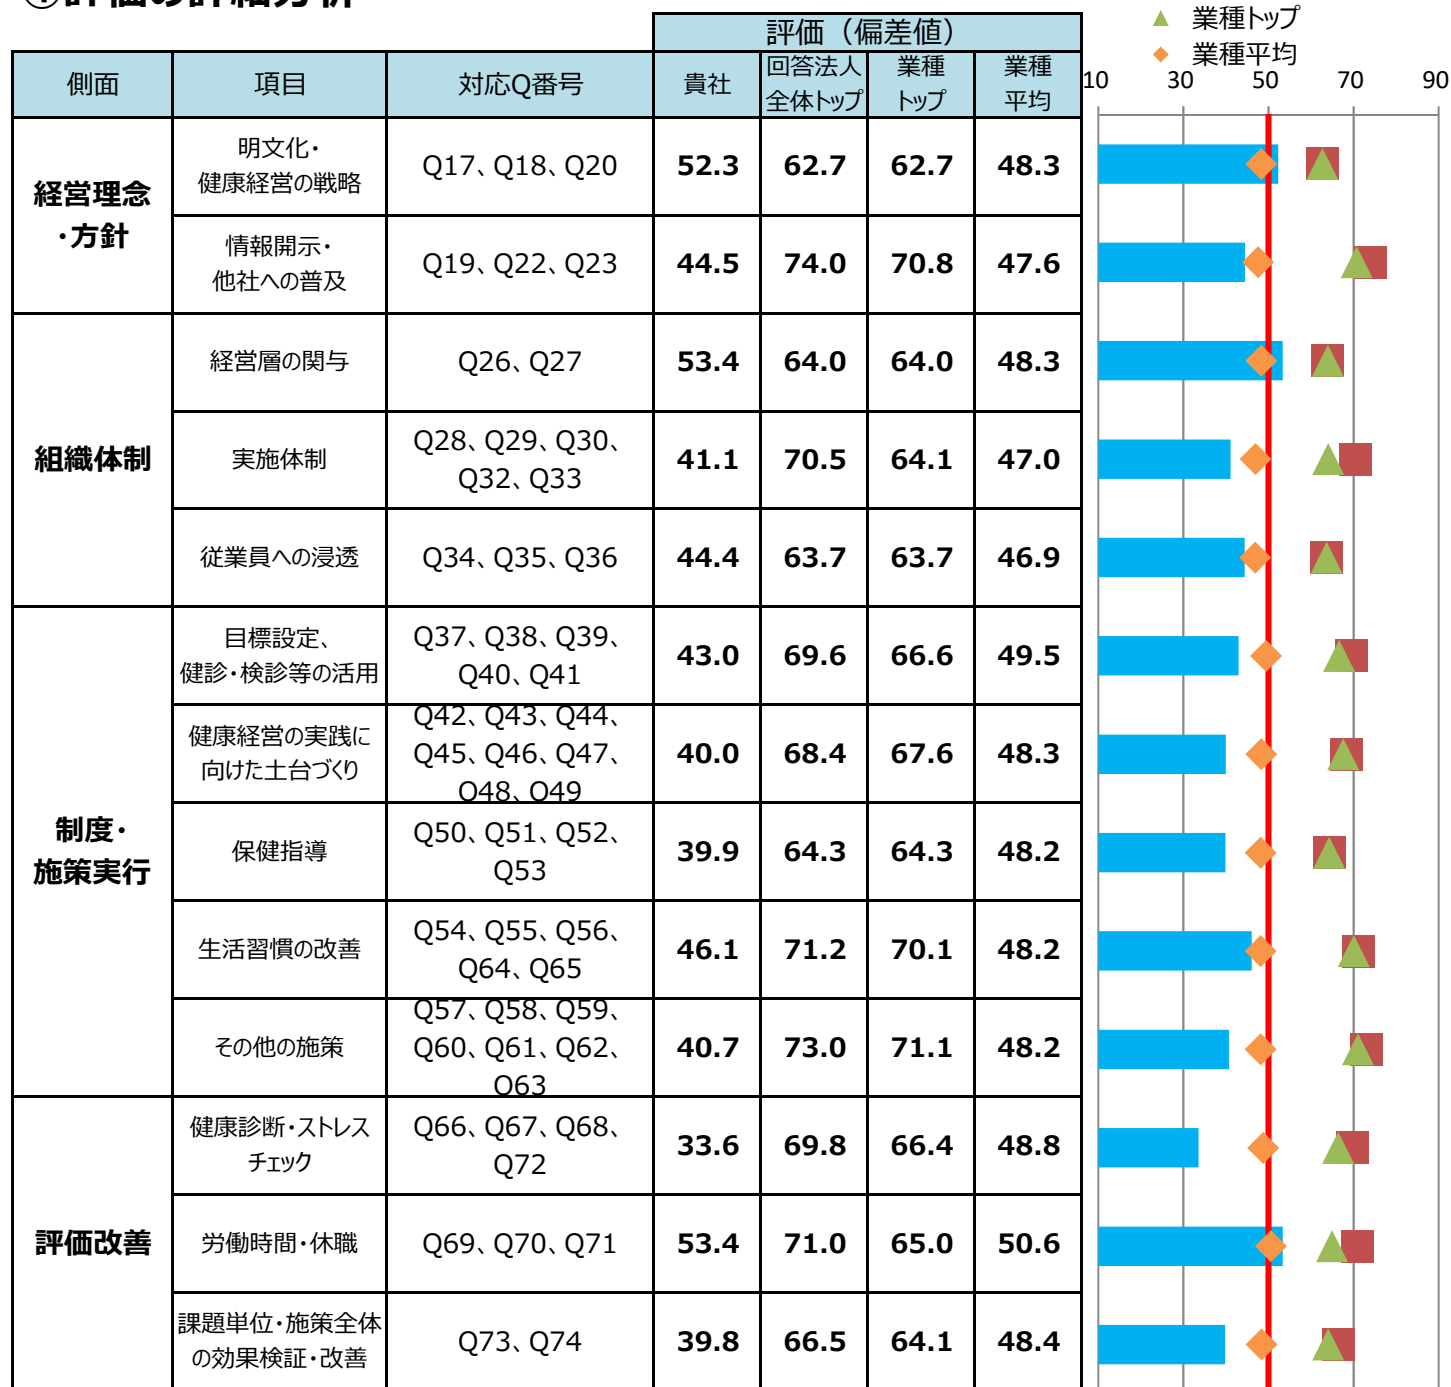 ①評価の詳細分析
業種トップ
業種平均
評価（偏差値）
側面 項目 対応Q番号 貴社 回答法人全体トップ 業種トップ 業種平均
10 30 50 70 90
経営理念・方針
明文化・
健康経営の戦略
Q17、Q18、Q20
52.3 62.7 62.7 48.3
情報開示・
他社への普及
Q19、Q22、Q23
44.5 74.0 70.8 47.6
組織体制
経営層の関与
Q26、Q27
53.4 64.0 64.0 48.3
実施体制
Q28、Q29、Q30、
Q32、Q33
41.1 70.5 64.1 47.0
従業員への浸透
Q34、Q35、Q36
44.4 63.7 63.7 46.9
制度・
施策実行
目標設定、
健診・検診等の活用
Q37、Q38、Q39、
Q40、Q41
43.0 69.6 66.6 49.5
健康経営の実践に
向けた土台づくり
Q42、Q43、Q44、
Q45、Q46、Q47、
Q48、Q49
40.0 68.4 67.6 48.3
保健指導
Q50、Q51、Q52、
Q53
39.9 64.3 64.3 48.2
生活習慣の改善
Q54、Q55、Q56、
Q64、Q65
46.1 71.2 70.1 48.2
その他の施策
Q57、Q58、Q59、
Q60、Q61、Q62、
Q63
40.7 73.0 71.1 48.2
評価改善
健康診断・ストレス
チェック
Q66、Q67、Q68、
Q72
33.6 69.8 66.4 48.8
労働時間・休職
Q69、Q70、Q71
53.4 71.0 65.0 50.6
課題単位・施策全体
の効果検証・改善
Q73、Q74
39.8 66.5 64.1 48.4